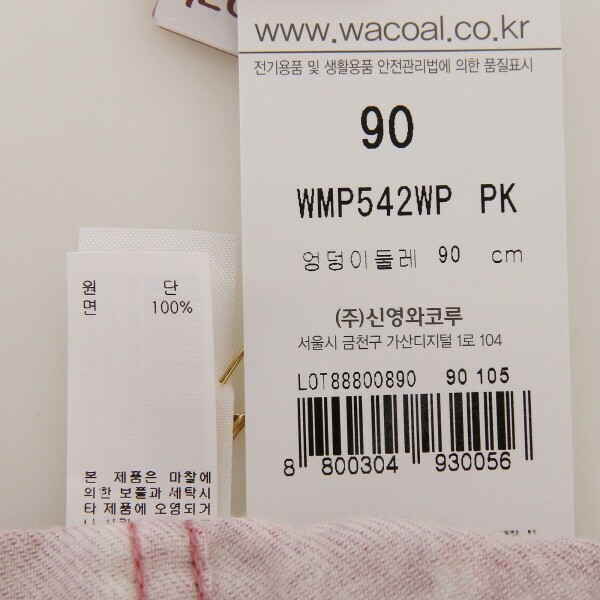 www.wacoal.co.kr
전기용품 및 생활용품 안전관리법에 의한 품질표시
90
WMP542WP PK
엉덩이둘레 90 cm
(주)신영와코루
서울시 금천구 가산디지털 1로 104
LOT88800890 90 105
8 800304 930056
원 단
면 100%
본 제품은 마찰에
의한 보풀과 세탁시
타 제품에 오염되거